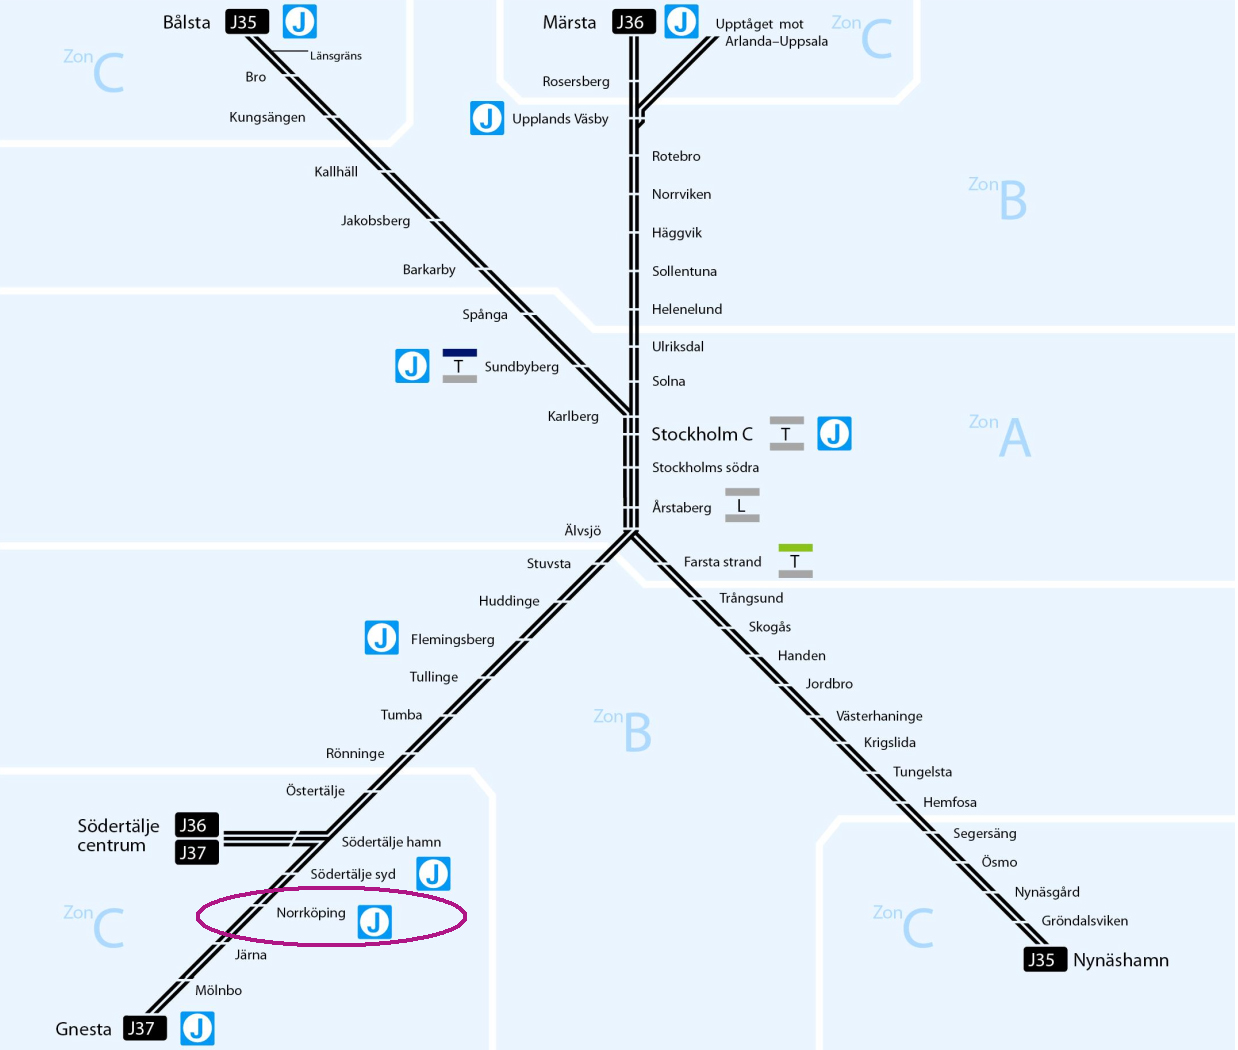 Bålsta J35 J
Märsta J36 J
Upptåget mot
Arlanda–Uppsala
Zon C
Länsgräns
Zon C
Bro
Rosersberg
Kungsängen
J Upplands Väsby
Rotebro
Kallhäll
Zon B
Norrviken
Jakobsberg
Häggvik
Barkarby
Sollentuna
Spånga
Helenelund
Ulriksdal
J T Sundbyberg
Solna
Karlberg
Stockholm C T J
Zon A
Stockholms södra
Årstaberg L
Älvsjö
Stuvsta
Farsta strand T
Huddinge
Trångsund
Skogås
J Flemingsberg
Handen
Tullinge
Jordbro
Tumba
Västerhaninge
Zon B
Krigslida
Rönninge
Tungelsta
Östertälje
Hemfosa
Södertälje
centrum
J36
J37
Segersäng
Södertälje hamn
Ösmo
Södertälje syd J
Nynäsgård
Norrköping J
Zon C
Zon C
Gröndalsviken
Järna
J35 Nynäshamn
Mölnbo
Gnesta J37 J